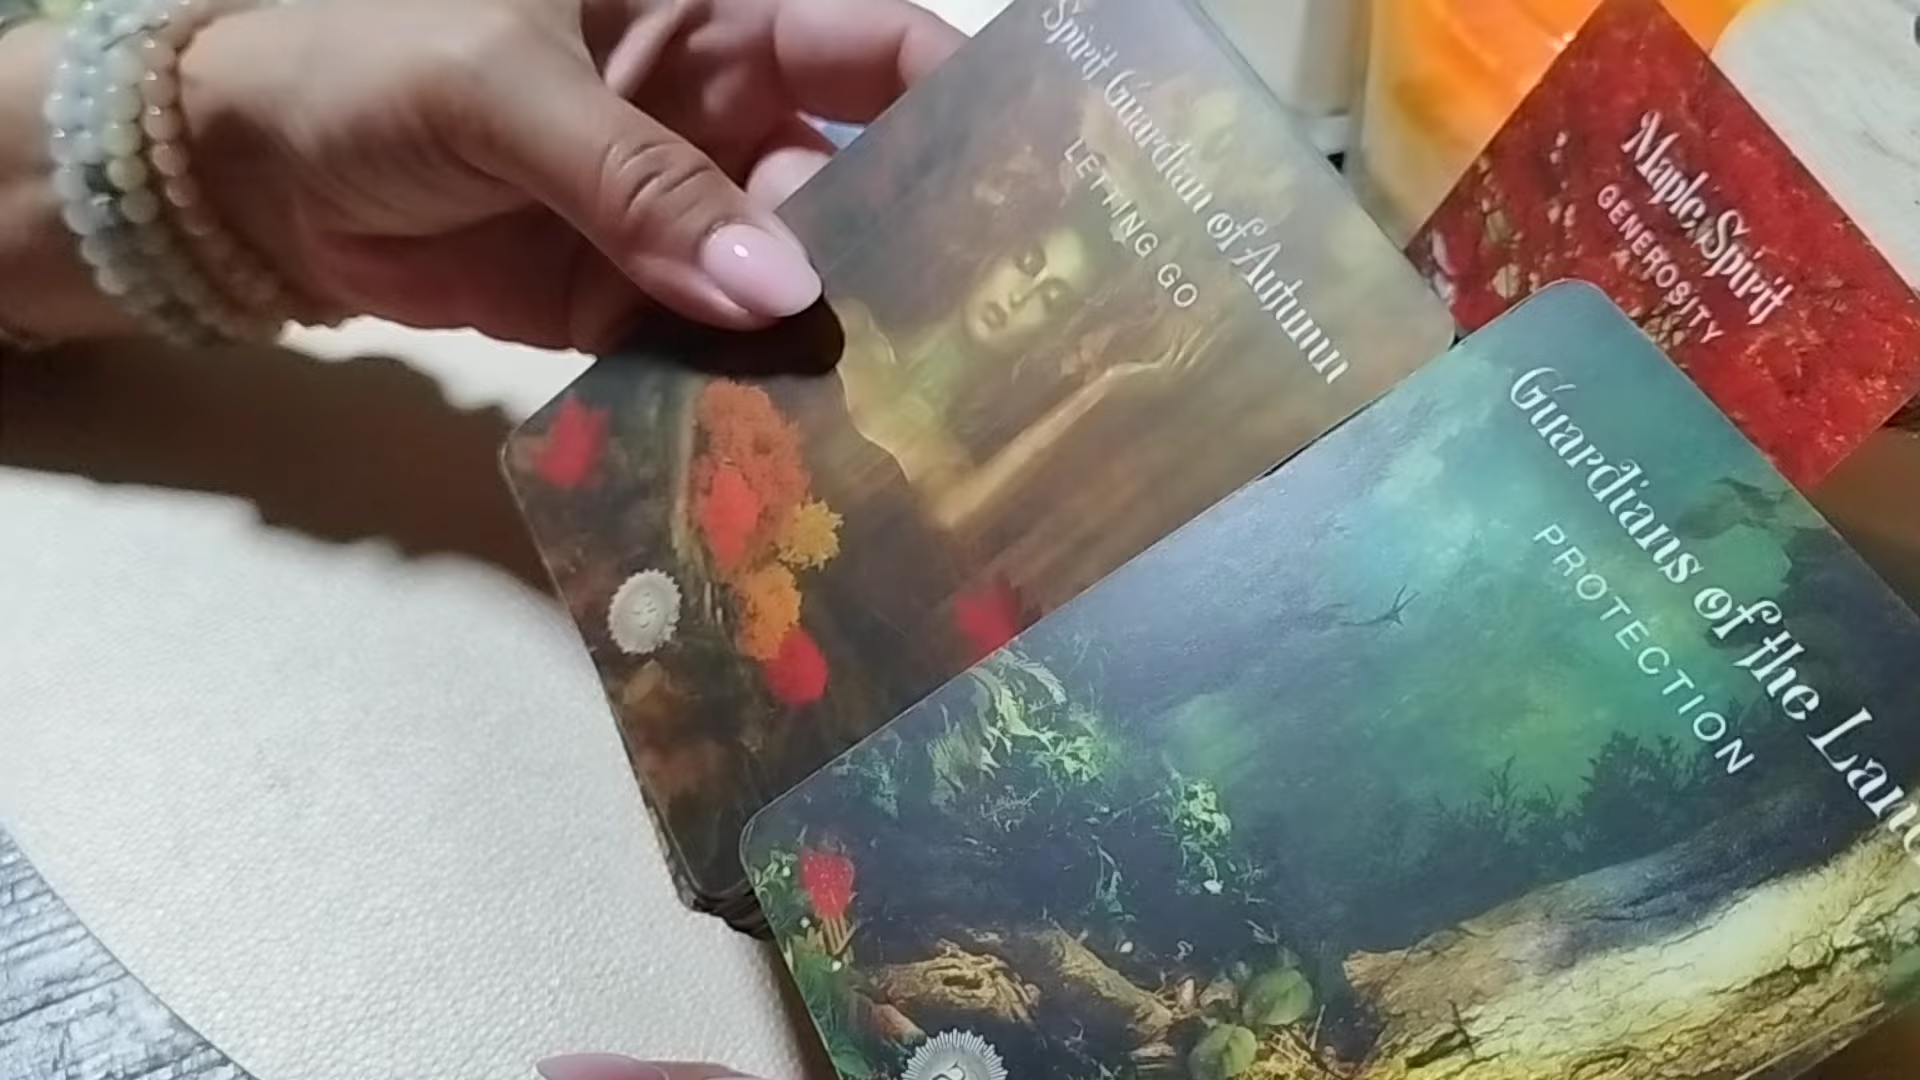 Spirit Guardian of Autumn
LETTING GO
Maple Spirit
GENEROSITY
Guardians of the Land
PROTECTION